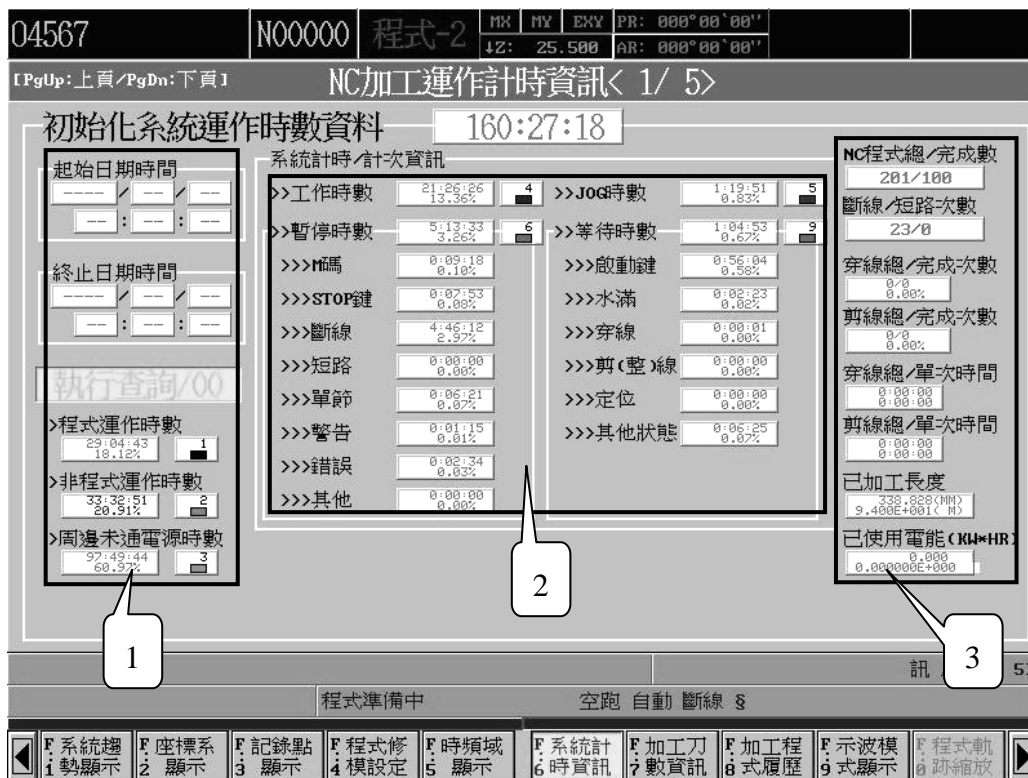 O4567 N00000 程式-2 MX MY EXY PR: 000°00`00''
↓Z: 25.500 AR: 000°00`00''
[PgUp:上頁/PgDn:下頁] NC加工運作計時資訊< 1/ 5>
初始化系統運作時數資料 160:27:18
起始日期時間
---- / -- / --
-- : -- : --
終止日期時間
---- / -- / --
-- : -- : --
執行查詢/00
>程式運作時數
29:04:43 1
18.12%
>非程式運作時數
33:32:51 2
20.91%
>周邊未通電源時數
97:49:44 3
60.97%
1
系統計時/計次資訊
>>工作時數 21:26:26 4
13.36%
>>暫停時數 5:13:33 6
3.26%
>>>M碼 0:09:18
0.10%
>>>STOP鍵 0:07:53
0.08%
>>>斷線 4:46:12
2.97%
>>>短路 0:00:00
0.00%
>>>單節 0:06:21
0.07%
>>>警告 0:01:15
0.01%
>>>錯誤 0:02:34
0.03%
>>>其他 0:00:00
0.00%
>>JOG時數 1:19:51 5
0.83%
>>等待時數 1:04:53 9
0.67%
>>>啟動鍵 0:56:04
0.58%
>>>水滿 0:02:23
0.02%
>>>穿線 0:00:01
0.00%
>>>剪(整)線 0:00:00
0.00%
>>>定位 0:00:00
0.00%
>>>其他狀態 0:06:25
0.07%
2
NC程式總/完成數
201/100
斷線/短路次數
23/0
穿線總/完成次數
0/0
0.00%
剪線總/完成次數
0/0
0.00%
穿線總/單次時間
0:00:00
0:00:00
剪線總/單次時間
0:00:00
0:00:00
已加工長度
338.828(MM)
9.400E+001( M)
已使用電能(KW*HR)
0.000
0.000000E+000
3
訊 5
程式準備中 空跑 自動 斷線 §
F1 系統趨勢顯示 F2 座標系顯示 F3 記錄點顯示 F4 程式修模設定 F5 時頻域顯示 F6 系統計時資訊 F7 加工刀數資訊 F8 加工程式履歷 F9 示波模式顯示 F0 程式軌跡縮放